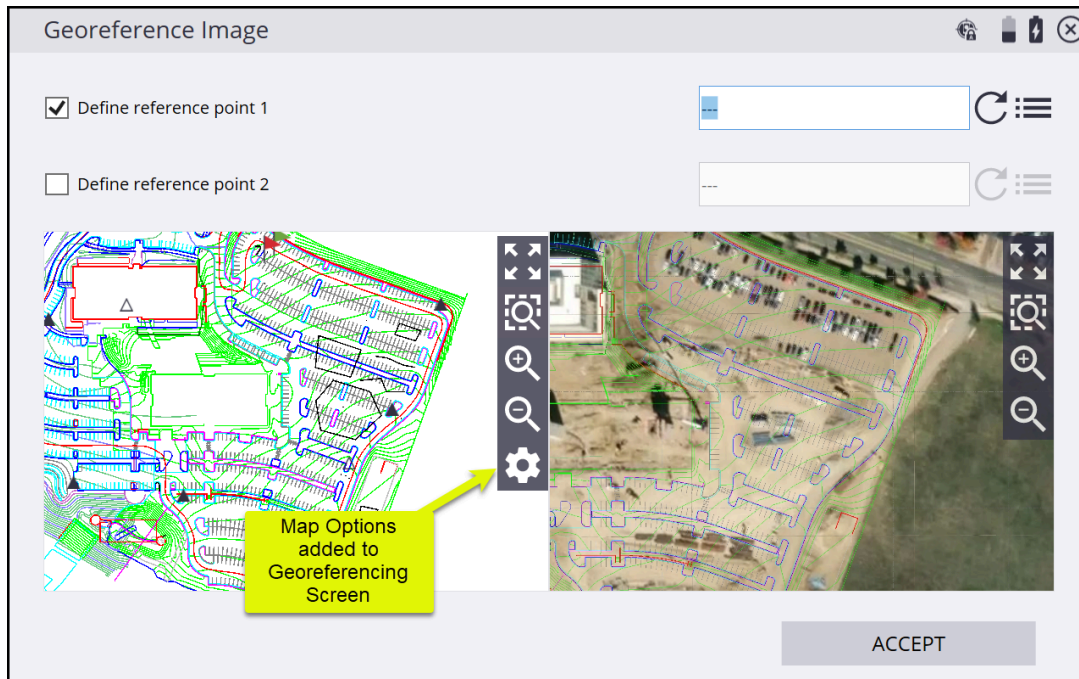 Georeference Image
Define reference point 1
---
Define reference point 2
---
Map Options
added to
Georeferencing
Screen
ACCEPT